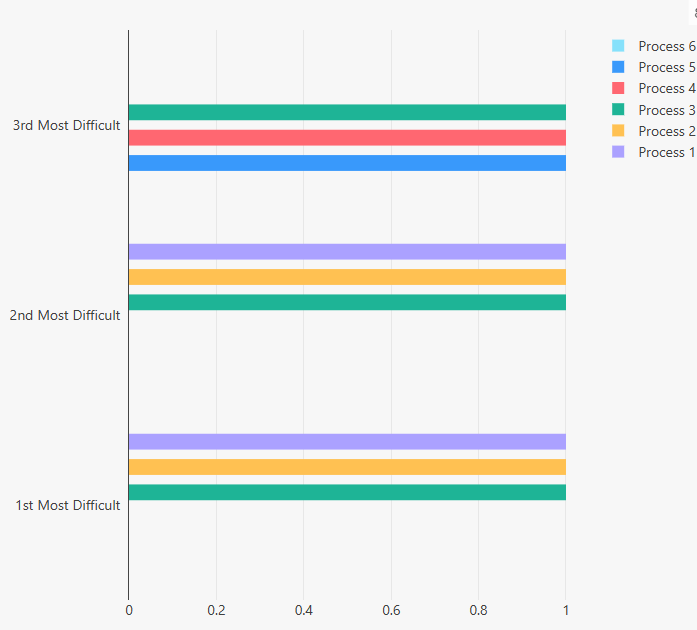 Process 6
Process 5
Process 4
Process 3
Process 2
Process 1
3rd Most Difficult
2nd Most Difficult
1st Most Difficult
0 0.2 0.4 0.6 0.8 1